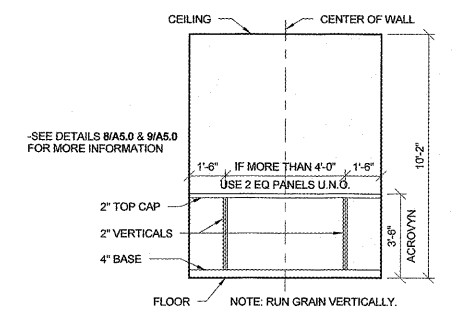 CEILING
CENTER OF WALL
-SEE DETAILS 8/A5.0 & 9/A5.0
FOR MORE INFORMATION
1'-6"
IF MORE THAN 4'-0"
1'-6"
USE 2 EQ PANELS U.N.O.
10'-2"
2" TOP CAP
2" VERTICALS
4" BASE
3'-6"
ACROVYN
FLOOR
NOTE: RUN GRAIN VERTICALLY.